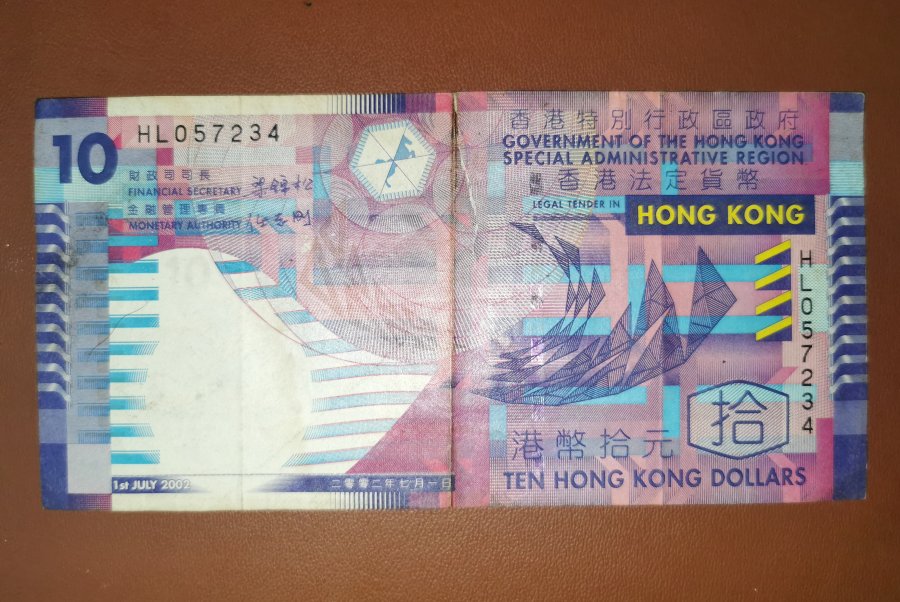 10
HL057234
財政司司長
FINANCIAL SECRETARY
金融管理專員
MONETARY AUTHORITY
1st JULY 2002
二零零二年七月一日
香港特別行政區政府
GOVERNMENT OF THE HONG KONG
SPECIAL ADMINISTRATIVE REGION
香港法定貨幣
LEGAL TENDER IN
HONG KONG
HL057234
港幣拾元
拾
TEN HONG KONG DOLLARS